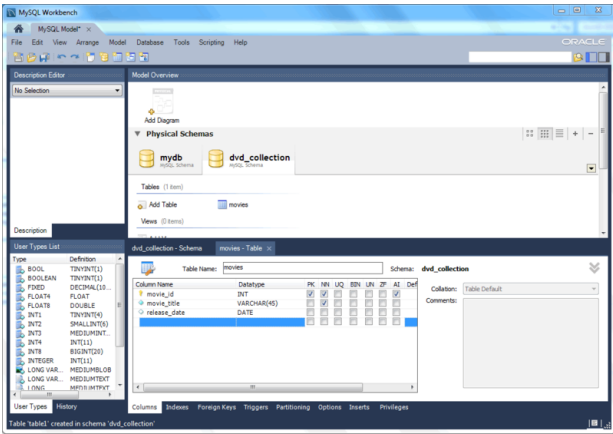 MySQL Workbench
MySQL Model* ×
File Edit View Arrange Model Database Tools Scripting Help
ORACLE
Description Editor
No Selection
Description
Model Overview
Add Diagram
Physical Schemas
mydb
MySQL Schema
dvd_collection
MySQL Schema
Tables (1 item)
Add Table
movies
Views (0 items)
User Types List
Type Definition
BOOL TINYINT(1)
BOOLEAN TINYINT(1)
FIXED DECIMAL(10...
FLOAT4 FLOAT
FLOAT8 DOUBLE
INT1 TINYINT(4)
INT2 SMALLINT(6)
INT3 MEDIUMINT...
INT4 INT(11)
INT8 BIGINT(20)
INTEGER INT(11)
LONG VAR... MEDIUMBLOB
LONG VAR... MEDIUMTEXT
LONG MEDIUMTEXT
User Types History
dvd_collection - Schema
movies - Table ×
Table Name: movies
Schema: dvd_collection
Column Name Datatype PK NN UQ BIN UN ZF AI Def
movie_id INT
movie_title VARCHAR(45)
release_date DATE
Collation: Table Default
Comments:
Columns Indexes Foreign Keys Triggers Partitioning Options Inserts Privileges
Table 'table1' created in schema 'dvd_collection'